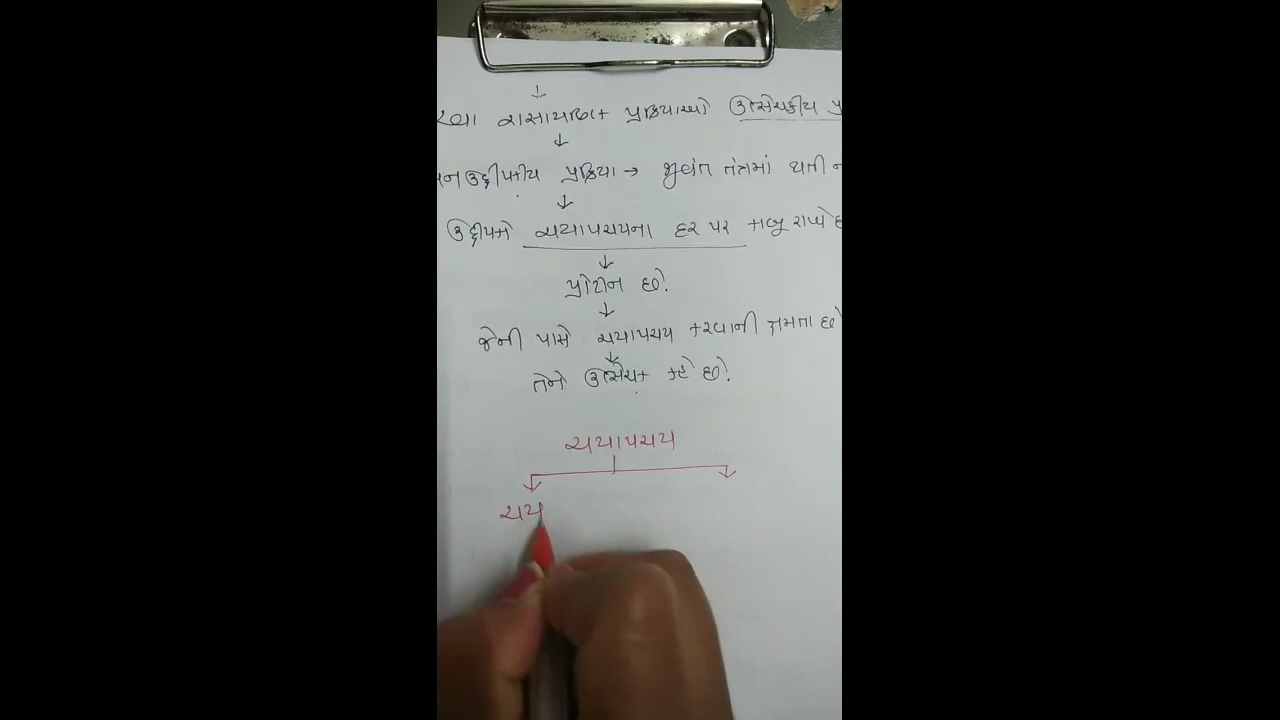 રાસાયણિક પ્રક્રિયાઓ ઉત્સેચકીય પ્ર
ઉદ્દીપકીય પ્રક્રિયા → જીવંત તંત્રમાં થતી
ઉદ્દીપકો ચયાપચયના દર પર કાબૂ રાખે છે
પ્રોટીન છે.
જેની પાસે ચયાપચય કરવાની ક્ષમતા છે
તેને ઉત્સેચક કહે છે.
ચયાપચય
ચય